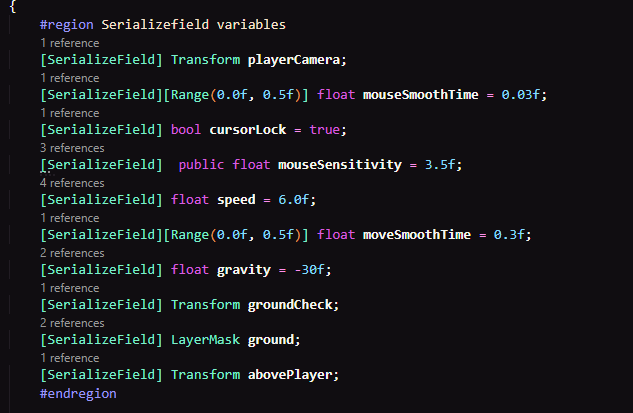 {
#region Serializefield variables
1 reference
[SerializeField] Transform playerCamera;
1 reference
[SerializeField][Range(0.0f, 0.5f)] float mouseSmoothTime = 0.03f;
1 reference
[SerializeField] bool cursorLock = true;
3 references
[SerializeField]  public float mouseSensitivity = 3.5f;
4 references
[SerializeField] float speed = 6.0f;
1 reference
[SerializeField][Range(0.0f, 0.5f)] float moveSmoothTime = 0.3f;
2 references
[SerializeField] float gravity = -30f;
1 reference
[SerializeField] Transform groundCheck;
2 references
[SerializeField] LayerMask ground;
1 reference
[SerializeField] Transform abovePlayer;
#endregion